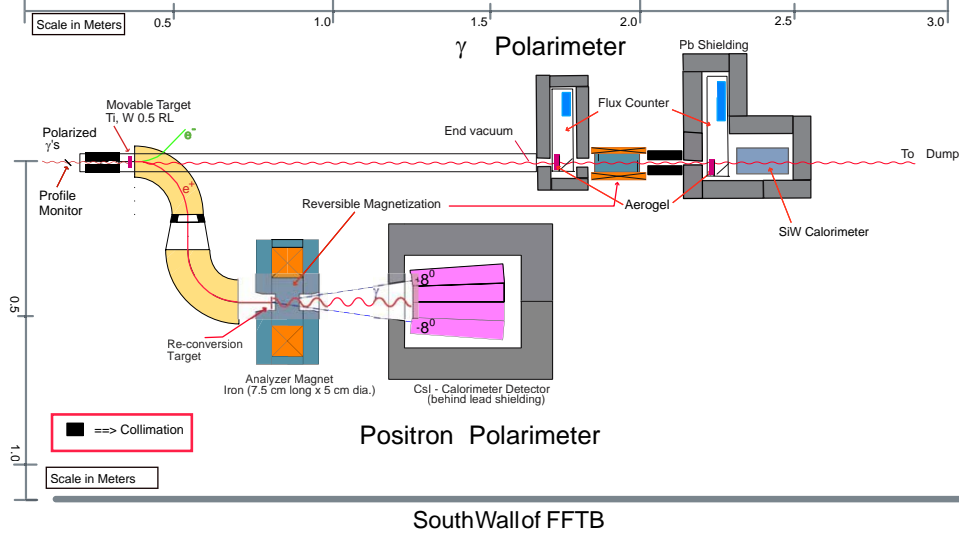 Scale in Meters
0.5
1.0
1.5
2.0
2.5
3.0
γ Polarimeter
Pb Shielding
Movable Target
Ti, W 0.5 RL
Flux Counter
Polarized
γ's
e-
End vacuum
To Dump
e+
Profile
Monitor
Reversible Magnetization
Aerogel
SiW Calorimeter
+8⁰
γ
0.5
-8⁰
Re-conversion
Target
Analyzer Magnet
Iron (7.5 cm long x 5 cm dia.)
CsI - Calorimeter Detector
(behind lead shielding)
==> Collimation
Positron Polarimeter
1.0
Scale in Meters
South Wall of FFTB